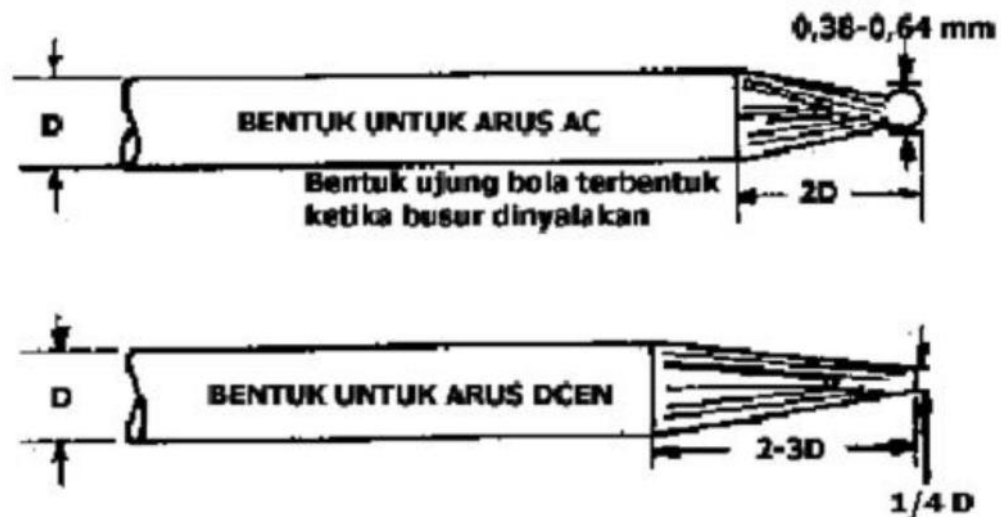 0,38-0,64 mm
D
BENTUK UNTUK ARUS AC
Bentuk ujung bola terbentuk
ketika busur dinyalakan
2D
D
BENTUK UNTUK ARUS DCEN
2-3D
1/4 D